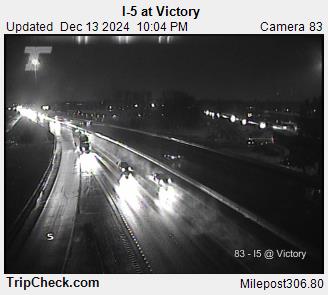 I-5 at Victory
Updated Dec 13 2024 10:04 PM Camera 83
T
S
83 - I5 @ Victory
TripCheck.com Milepost306.80